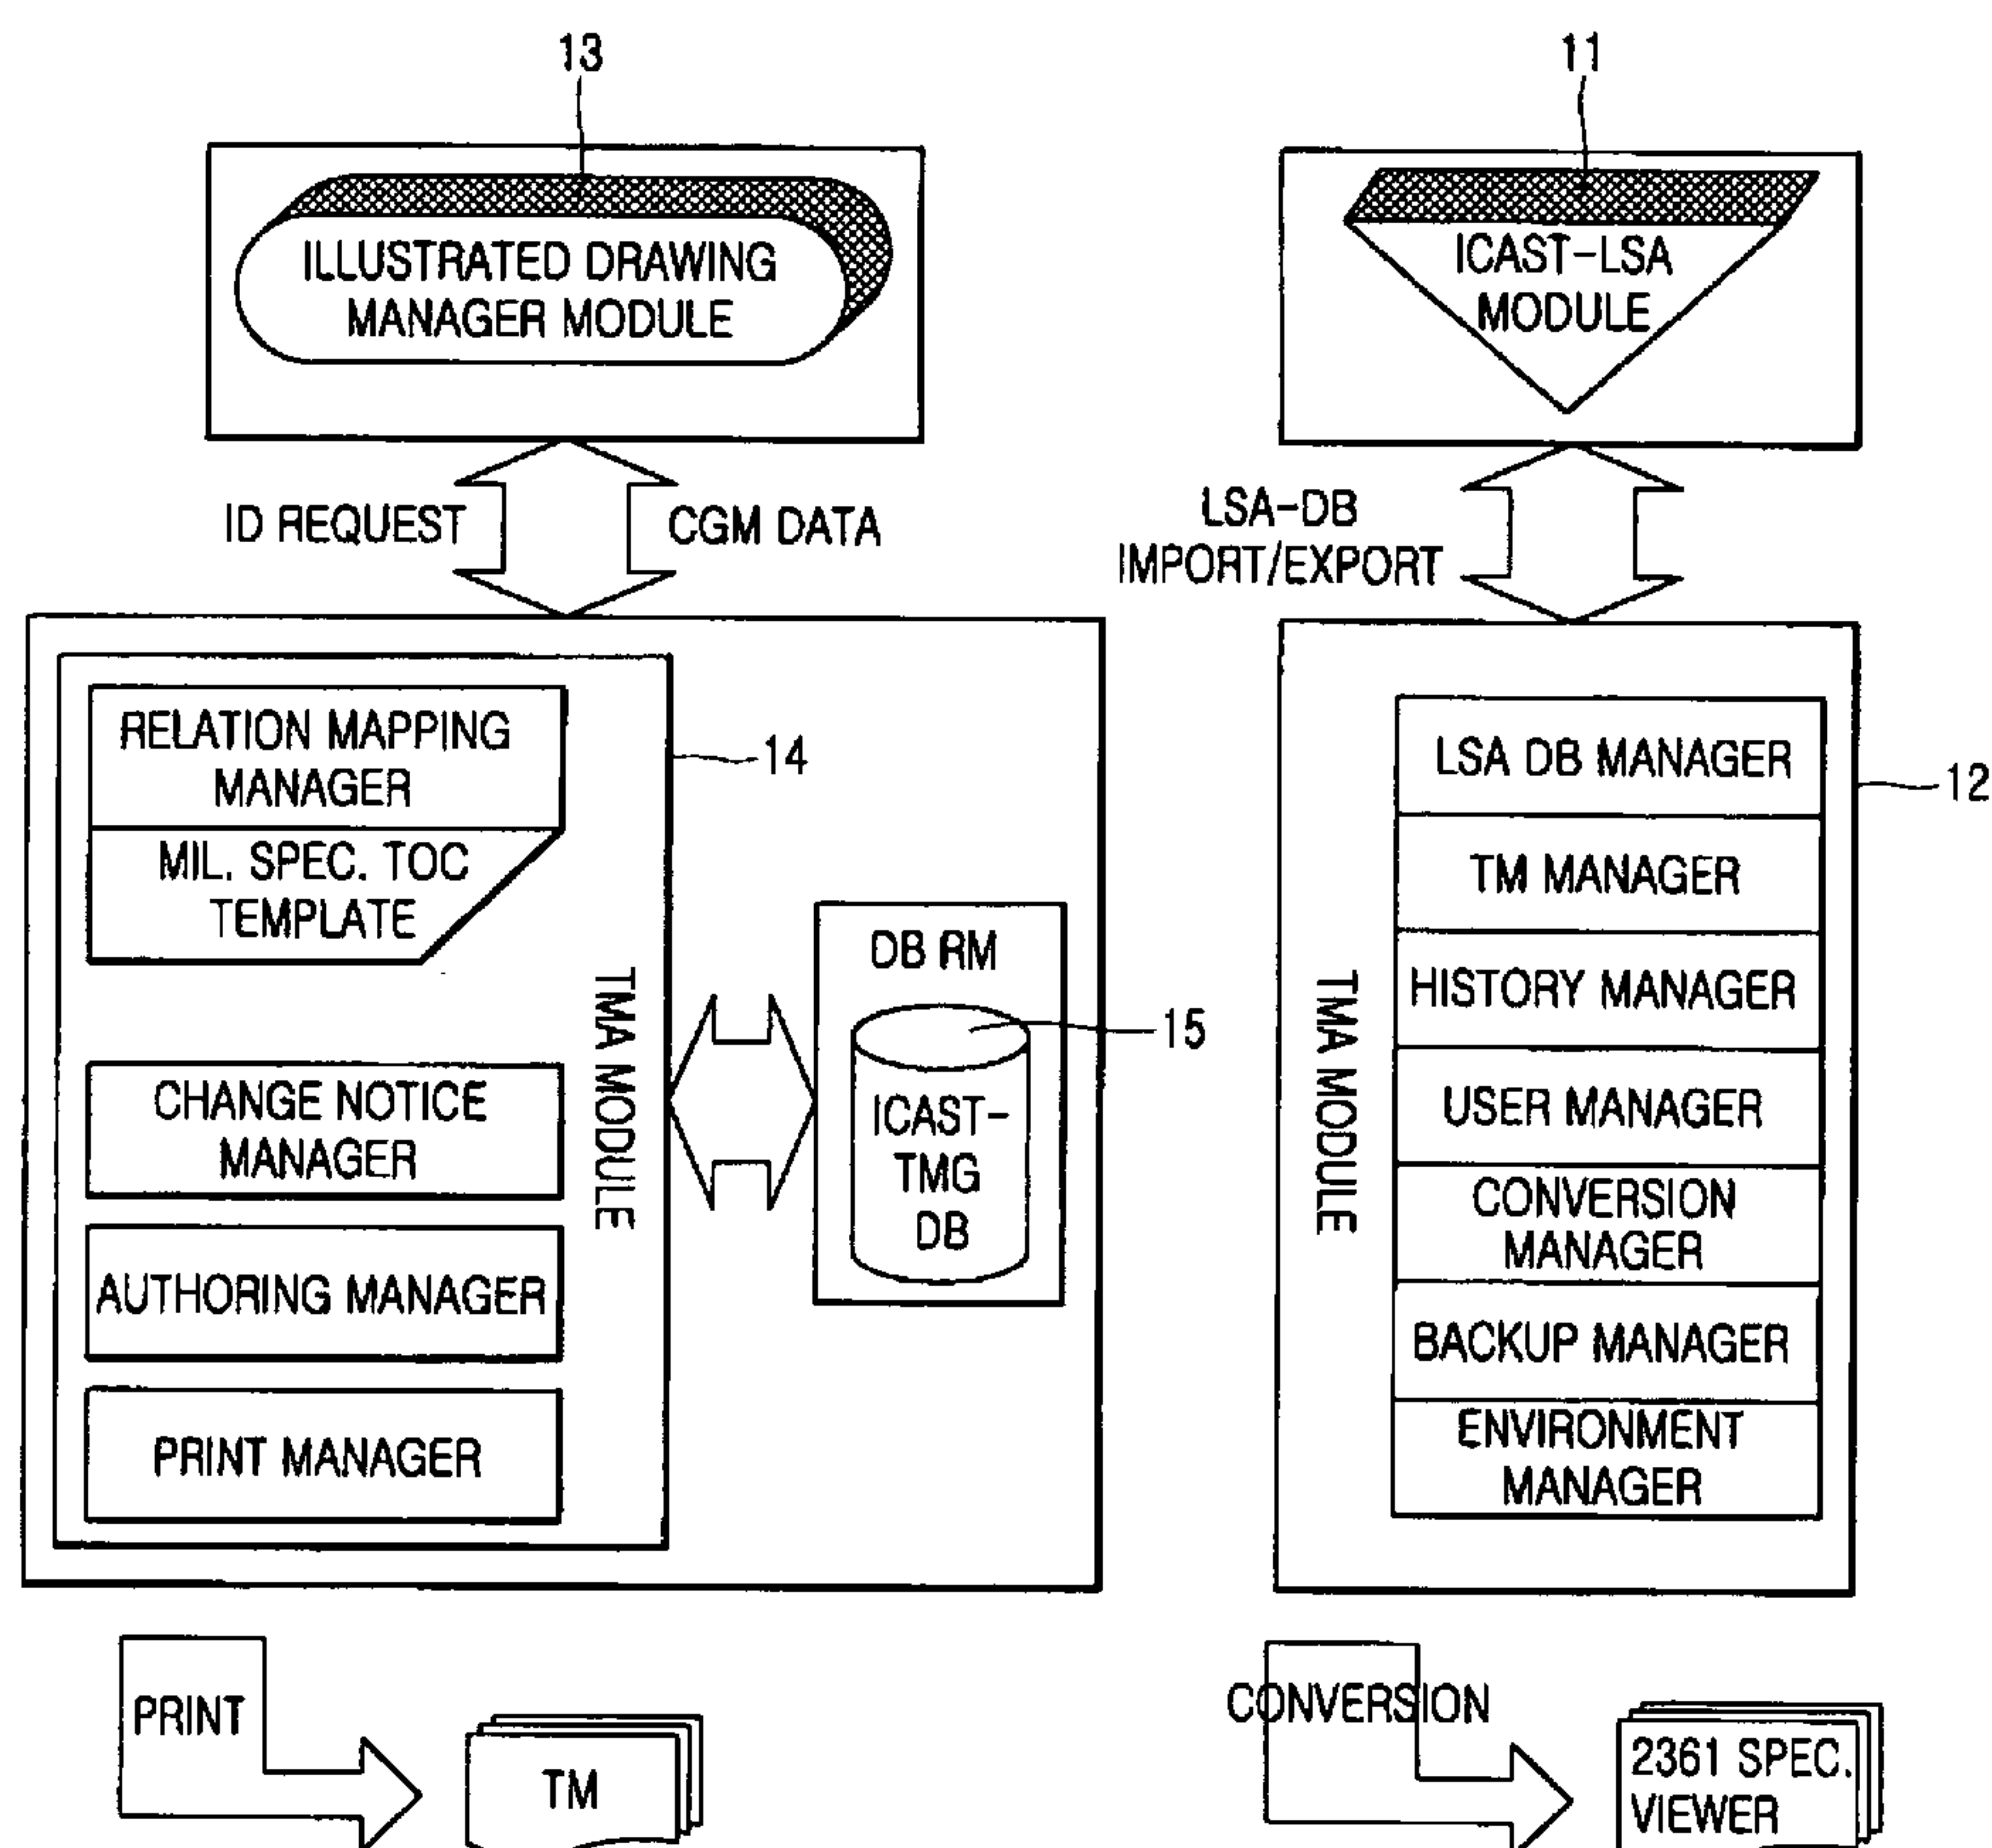 13
11
ILLUSTRATED DRAWING
MANAGER MODULE
ICAST-LSA
MODULE
ID REQUEST
CGM DATA
LSA-DB
IMPORT/EXPORT
RELATION MAPPING
MANAGER
MIL. SPEC. TOC
TEMPLATE
14
CHANGE NOTICE
MANAGER
AUTHORING MANAGER
PRINT MANAGER
TMA MODULE
DB RM
15
ICAST-
TMG
DB
TMA MODULE
LSA DB MANAGER
12
TM MANAGER
HISTORY MANAGER
USER MANAGER
CONVERSION
MANAGER
BACKUP MANAGER
ENVIRONMENT
MANAGER
PRINT
TM
CONVERSION
2361 SPEC.
VIEWER